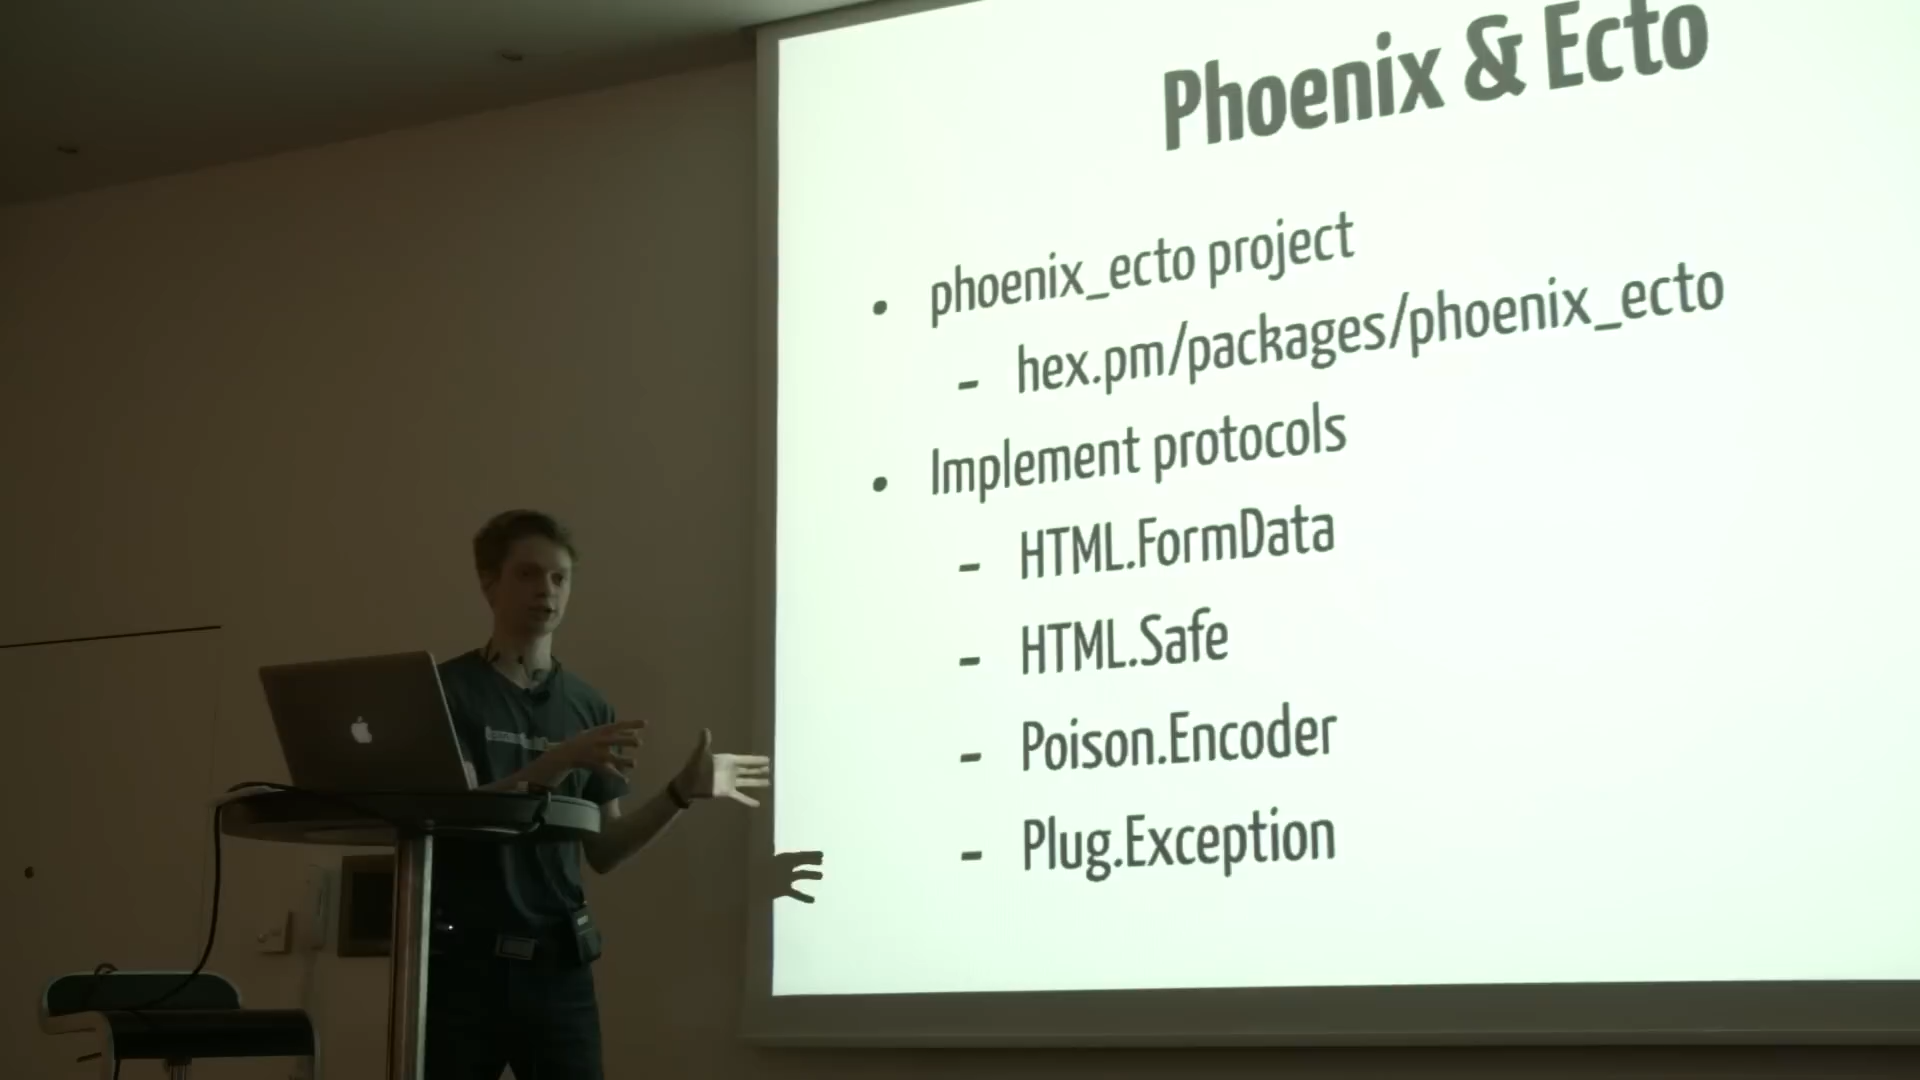 Phoenix & Ecto
• phoenix_ecto project
- hex.pm/packages/phoenix_ecto
• Implement protocols
- HTML.FormData
- HTML.Safe
- Poison.Encoder
- Plug.Exception